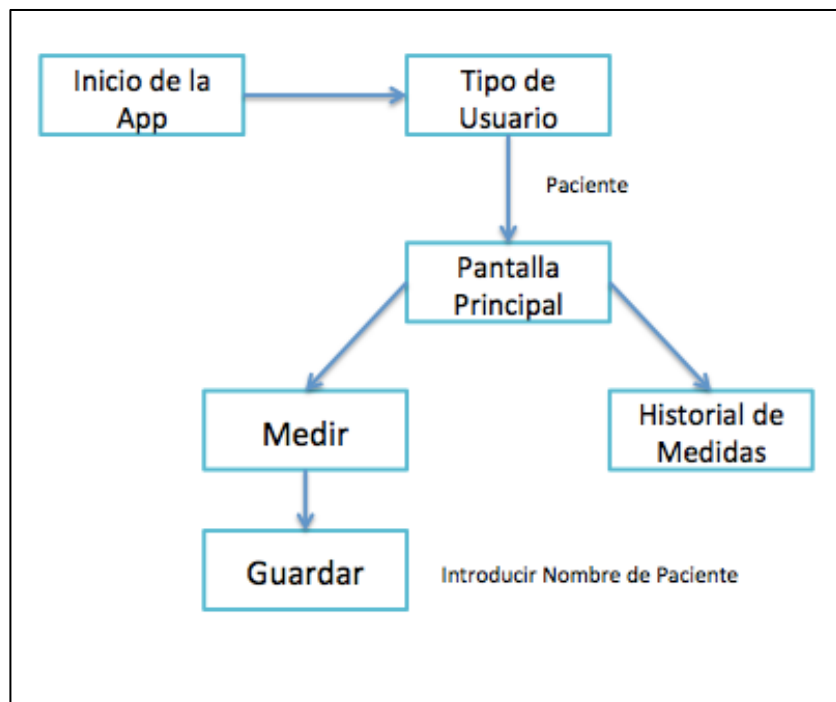 Inicio de la
App
Tipo de
Usuario
Paciente
Pantalla
Principal
Medir
Historial de
Medidas
Guardar
Introducir Nombre de Paciente